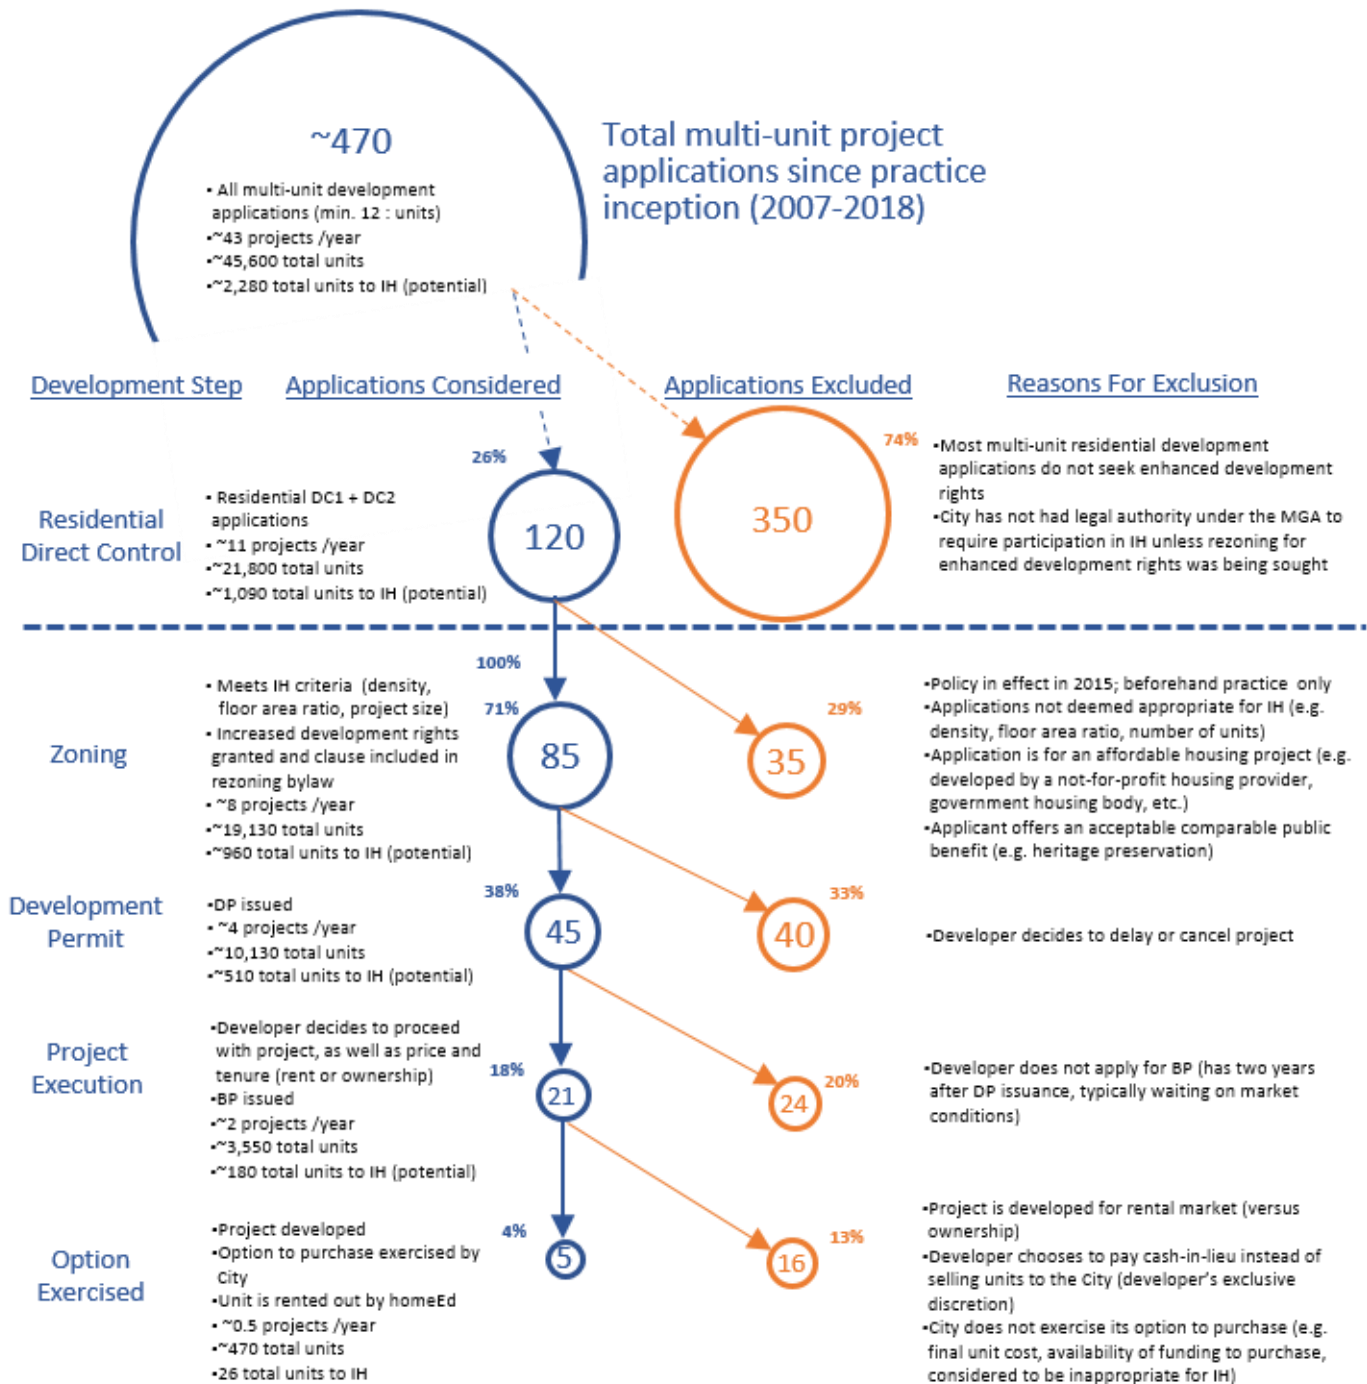 ~470
• All multi-unit development
applications (min. 12 : units)
•~43 projects /year
•~45,600 total units
•~2,280 total units to IH (potential)
Total multi-unit project
applications since practice
inception (2007-2018)
Development Step
Applications Considered
Applications Excluded
Reasons For Exclusion
Residential
Direct Control
• Residential DC1 + DC2
applications
• ~11 projects /year
•~21,800 total units
•~1,090 total units to IH (potential)
26%
120
350
74%
•Most multi-unit residential development
applications do not seek enhanced development
rights
•City has not had legal authority under the MGA to
require participation in IH unless rezoning for
enhanced development rights was being sought
Zoning
• Meets IH criteria (density,
floor area ratio, project size)
• Increased development rights
granted and clause included in
rezoning bylaw
• ~8 projects /year
•~19,130 total units
•~960 total units to IH (potential)
100%
71%
85
29%
35
•Policy in effect in 2015; beforehand practice only
•Applications not deemed appropriate for IH (e.g.
density, floor area ratio, number of units)
•Application is for an affordable housing project (e.g.
developed by a not-for-profit housing provider,
government housing body, etc.)
•Applicant offers an acceptable comparable public
benefit (e.g. heritage preservation)
Development
Permit
•DP issued
• ~4 projects /year
•~10,130 total units
•~510 total units to IH (potential)
38%
45
33%
40
•Developer decides to delay or cancel project
Project
Execution
•Developer decides to proceed
with project, as well as price and
tenure (rent or ownership)
•BP issued
•~2 projects /year
•~3,550 total units
•~180 total units to IH (potential)
18%
21
20%
24
•Developer does not apply for BP (has two years
after DP issuance, typically waiting on market
conditions)
Option
Exercised
•Project developed
•Option to purchase exercised by
City
•Unit is rented out by homeEd
• ~0.5 projects /year
•~470 total units
•26 total units to IH
4%
5
13%
16
•Project is developed for rental market (versus
ownership)
•Developer chooses to pay cash-in-lieu instead of
selling units to the City (developer's exclusive
discretion)
•City does not exercise its option to purchase (e.g.
final unit cost, availability of funding to purchase,
considered to be inappropriate for IH)